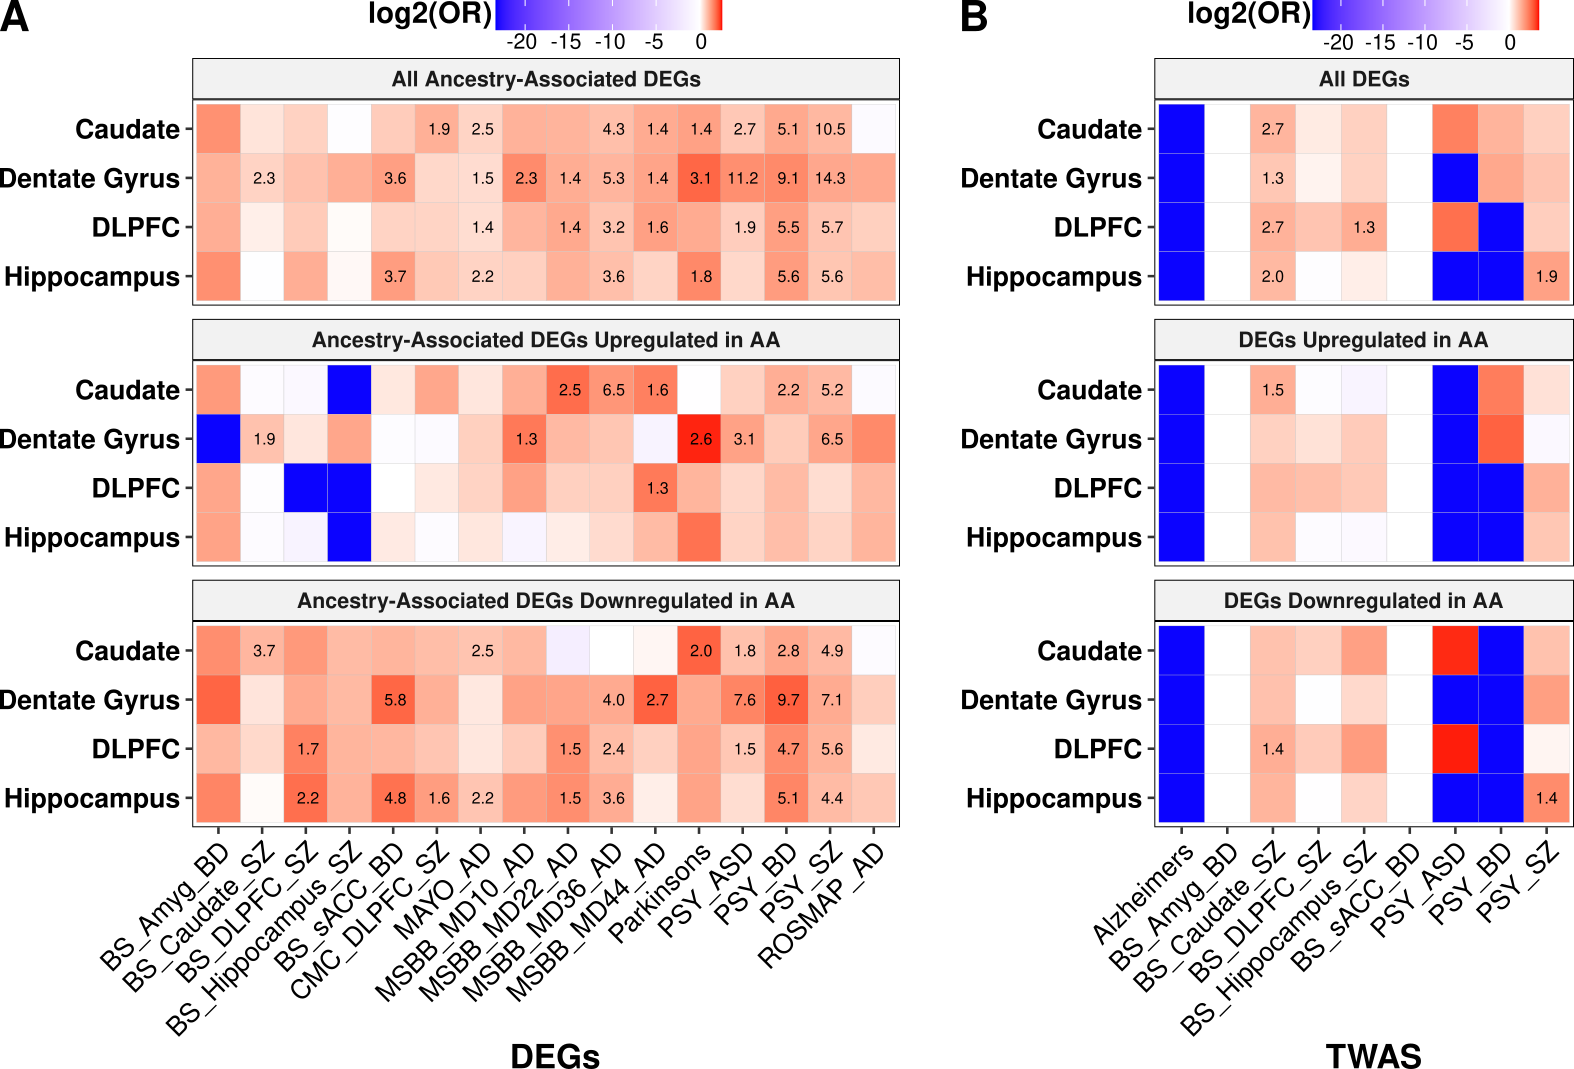 A
log2(OR)
-20 -15 -10 -5 0
All Ancestry-Associated DEGs
Caudate 1.9 2.5 4.3 1.4 1.4 2.7 5.1 10.5
Dentate Gyrus 2.3 3.6 1.5 2.3 1.4 5.3 1.4 3.1 11.2 9.1 14.3
DLPFC 1.4 1.4 3.2 1.6 1.9 5.5 5.7
Hippocampus 3.7 2.2 3.6 1.8 5.6 5.6
Ancestry-Associated DEGs Upregulated in AA
Caudate 2.5 6.5 1.6 2.2 5.2
Dentate Gyrus 1.9 1.3 2.6 3.1 6.5
DLPFC 1.3
Hippocampus
Ancestry-Associated DEGs Downregulated in AA
Caudate 3.7 2.5 2.0 1.8 2.8 4.9
Dentate Gyrus 5.8 4.0 2.7 7.6 9.7 7.1
DLPFC 1.7 1.5 2.4 1.5 4.7 5.6
Hippocampus 2.2 4.8 1.6 2.2 1.5 3.6 5.1 4.4
BS_Amyg_BD
BS_Caudate_SZ
BS_DLPFC_SZ
BS_Hippocampus_SZ
BS_sACC_BD
CMC_DLPFC_SZ
MAYO_AD
MSBB_MD10_AD
MSBB_MD22_AD
MSBB_MD36_AD
MSBB_MD44_AD
Parkinsons
PSY_ASD
PSY_BD
PSY_SZ
ROSMAP_AD
DEGs
B
log2(OR)
-20 -15 -10 -5 0
All DEGs
Caudate 2.7
Dentate Gyrus 1.3
DLPFC 2.7 1.3
Hippocampus 2.0 1.9
DEGs Upregulated in AA
Caudate 1.5
Dentate Gyrus
DLPFC
Hippocampus
DEGs Downregulated in AA
Caudate
Dentate Gyrus
DLPFC 1.4
Hippocampus 1.4
Alzheimers
BS_Amyg_BD
BS_Caudate_SZ
BS_DLPFC_SZ
BS_Hippocampus_SZ
BS_sACC_BD
PSY_ASD
PSY_BD
PSY_SZ
TWAS